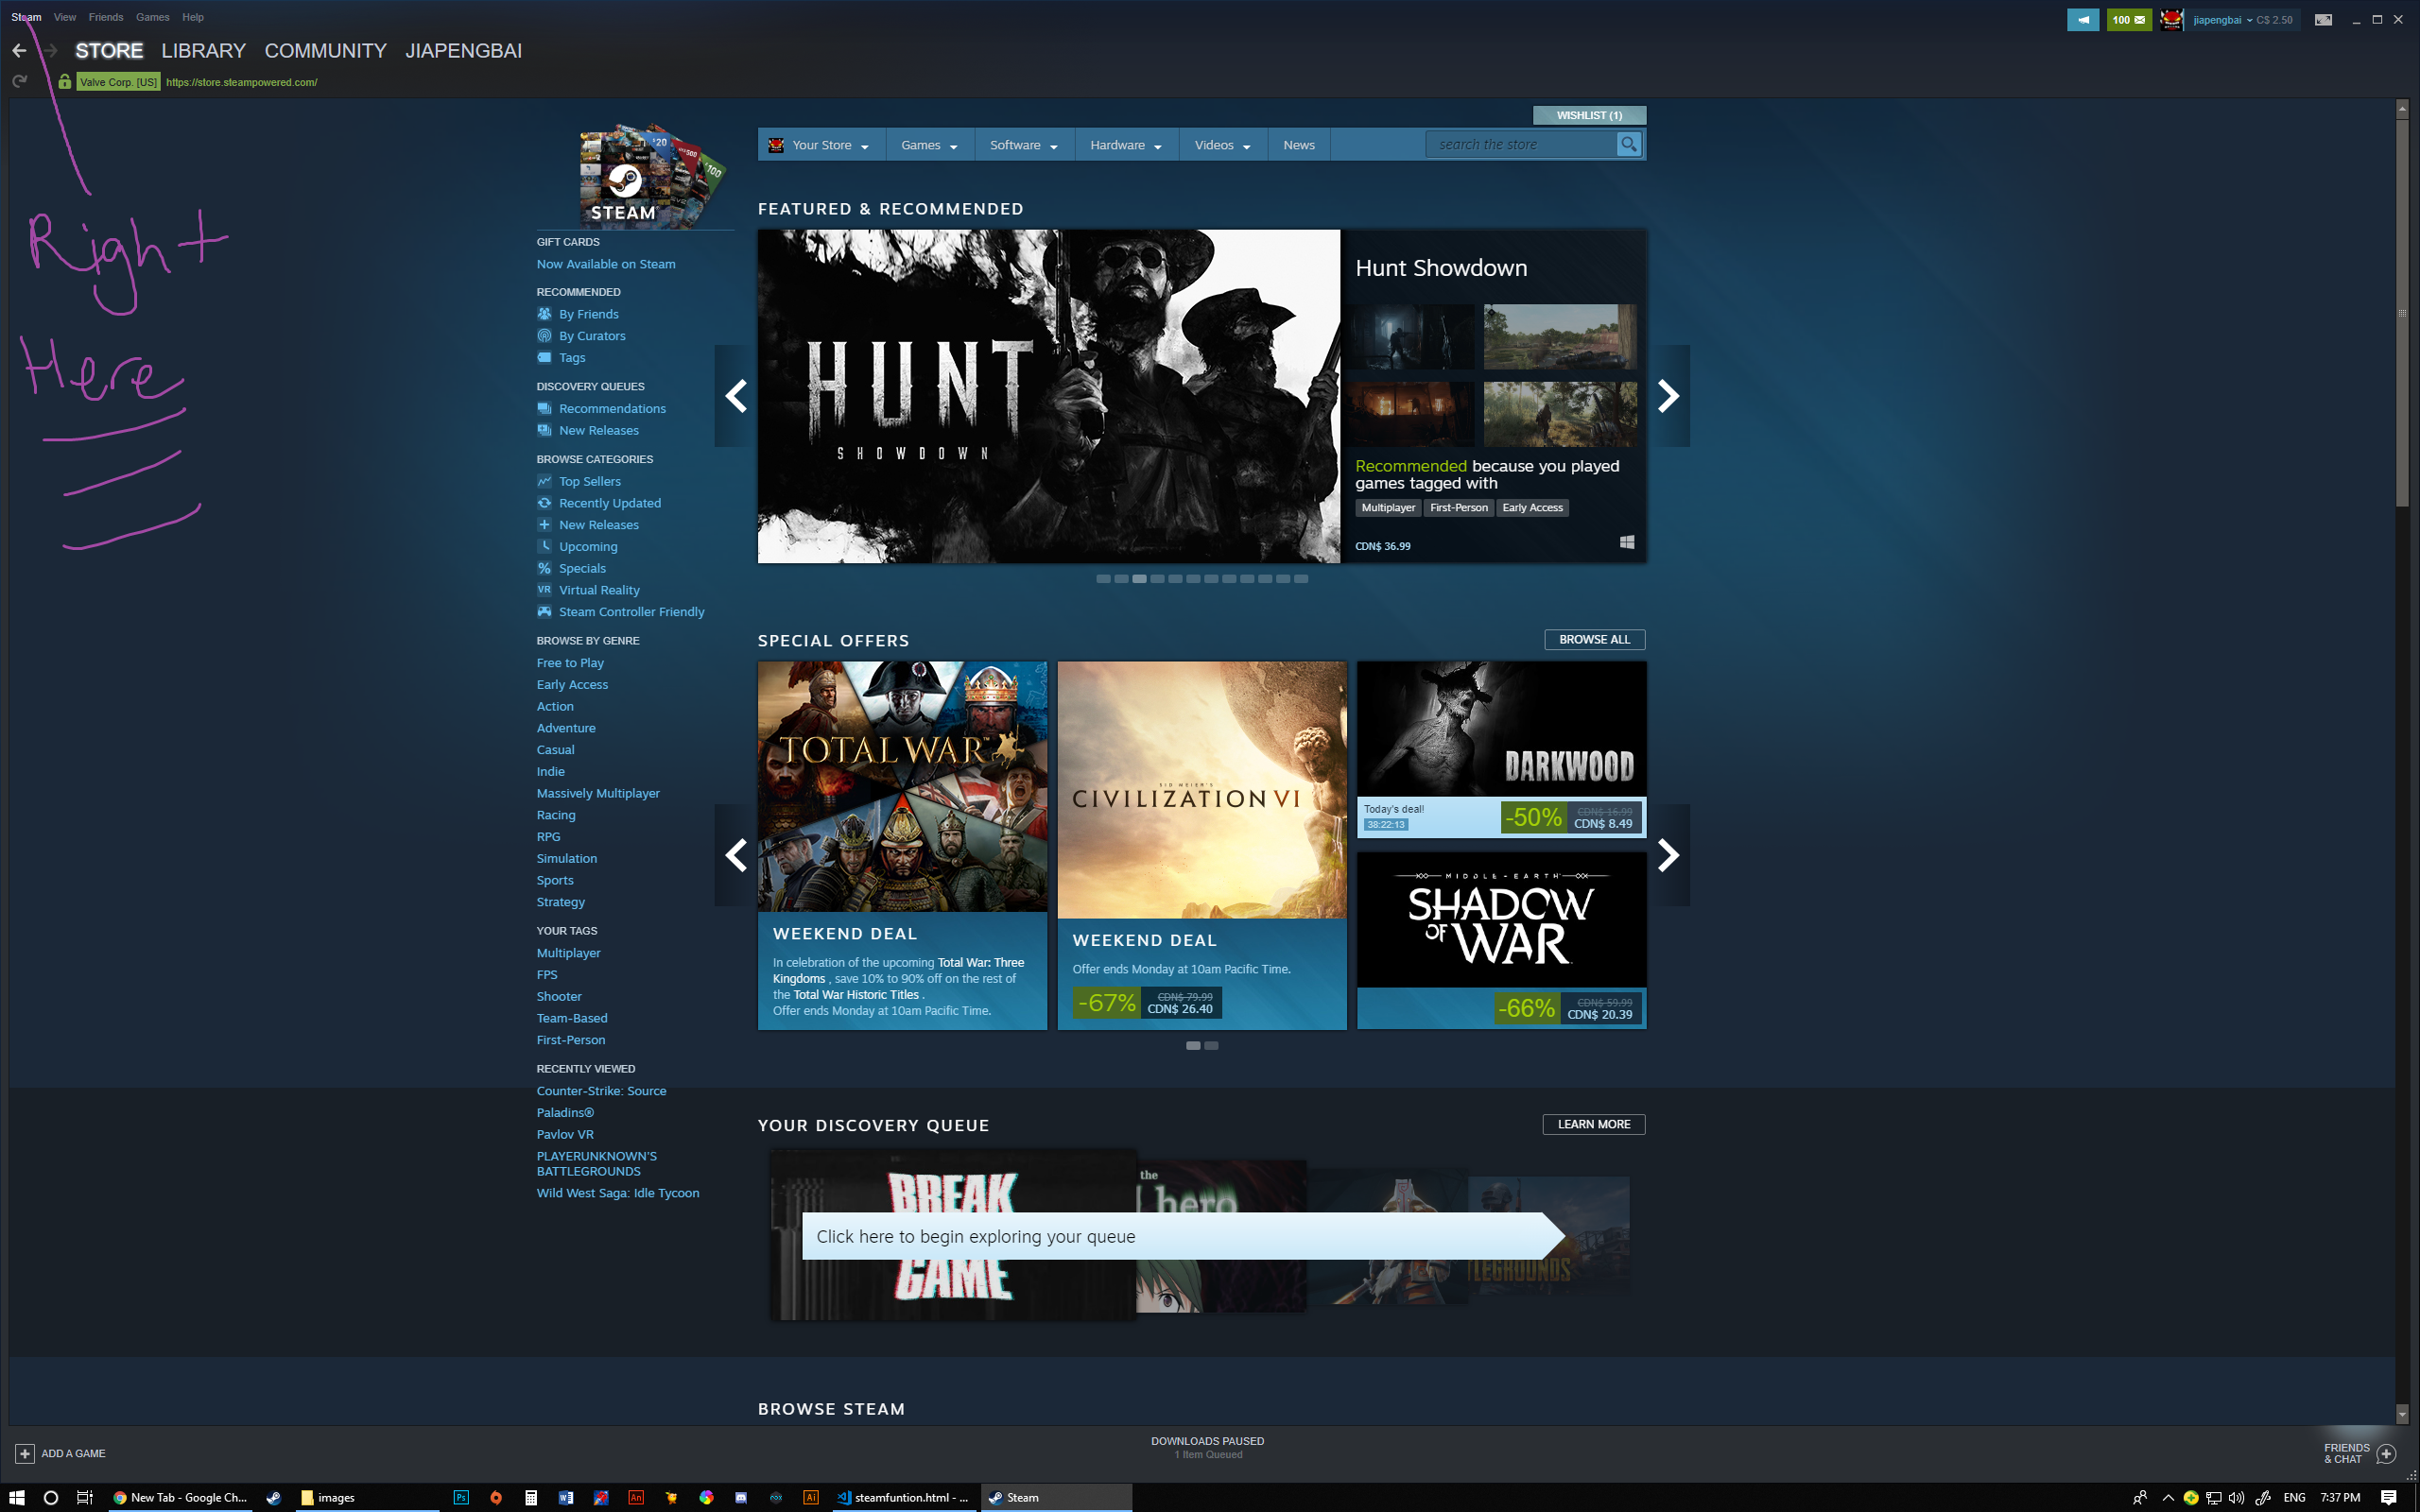 Steam View Friends Games Help
100 jiapengbai C$ 2.50
STORE LIBRARY COMMUNITY JIAPENGBAI
Valve Corp. [US] https://store.steampowered.com/
Right
Here
STEAM
GIFT CARDS
Now Available on Steam
RECOMMENDED
By Friends
By Curators
Tags
DISCOVERY QUEUES
Recommendations
New Releases
BROWSE CATEGORIES
Top Sellers
Recently Updated
New Releases
Upcoming
Specials
VR Virtual Reality
Steam Controller Friendly
BROWSE BY GENRE
Free to Play
Early Access
Action
Adventure
Casual
Indie
Massively Multiplayer
Racing
RPG
Simulation
Sports
Strategy
YOUR TAGS
Multiplayer
FPS
Shooter
Team-Based
First-Person
RECENTLY VIEWED
Counter-Strike: Source
Paladins®
Pavlov VR
PLAYERUNKNOWN'S
BATTLEGROUNDS
Wild West Saga: Idle Tycoon
WISHLIST (1)
Your Store Games Software Hardware Videos News search the store
FEATURED & RECOMMENDED
HUNT
SHOWDOWN
Hunt Showdown
Recommended because you played
games tagged with
Multiplayer First-Person Early Access
CDN$ 36.99
SPECIAL OFFERS BROWSE ALL
TOTAL WAR
WEEKEND DEAL
In celebration of the upcoming Total War: Three
Kingdoms , save 10% to 90% off on the rest of
the Total War Historic Titles .
Offer ends Monday at 10am Pacific Time.
SID MEIER'S
CIVILIZATION VI
WEEKEND DEAL
Offer ends Monday at 10am Pacific Time.
-67% CDN$ 79.99
CDN$ 26.40
DARKWOOD
Today's deal!
38:22:13
-50% CDN$ 16.99
CDN$ 8.49
MIDDLE-EARTH
SHADOW
OF WAR
-66% CDN$ 59.99
CDN$ 20.39
YOUR DISCOVERY QUEUE LEARN MORE
BREAK
GAME
the
hero
Click here to begin exploring your queue
BROWSE STEAM
ADD A GAME
DOWNLOADS PAUSED
1 Item Queued
FRIENDS
& CHAT
New Tab - Google Ch... images Ps An Ai steamfuntion.html - ... Steam ENG 7:37 PM